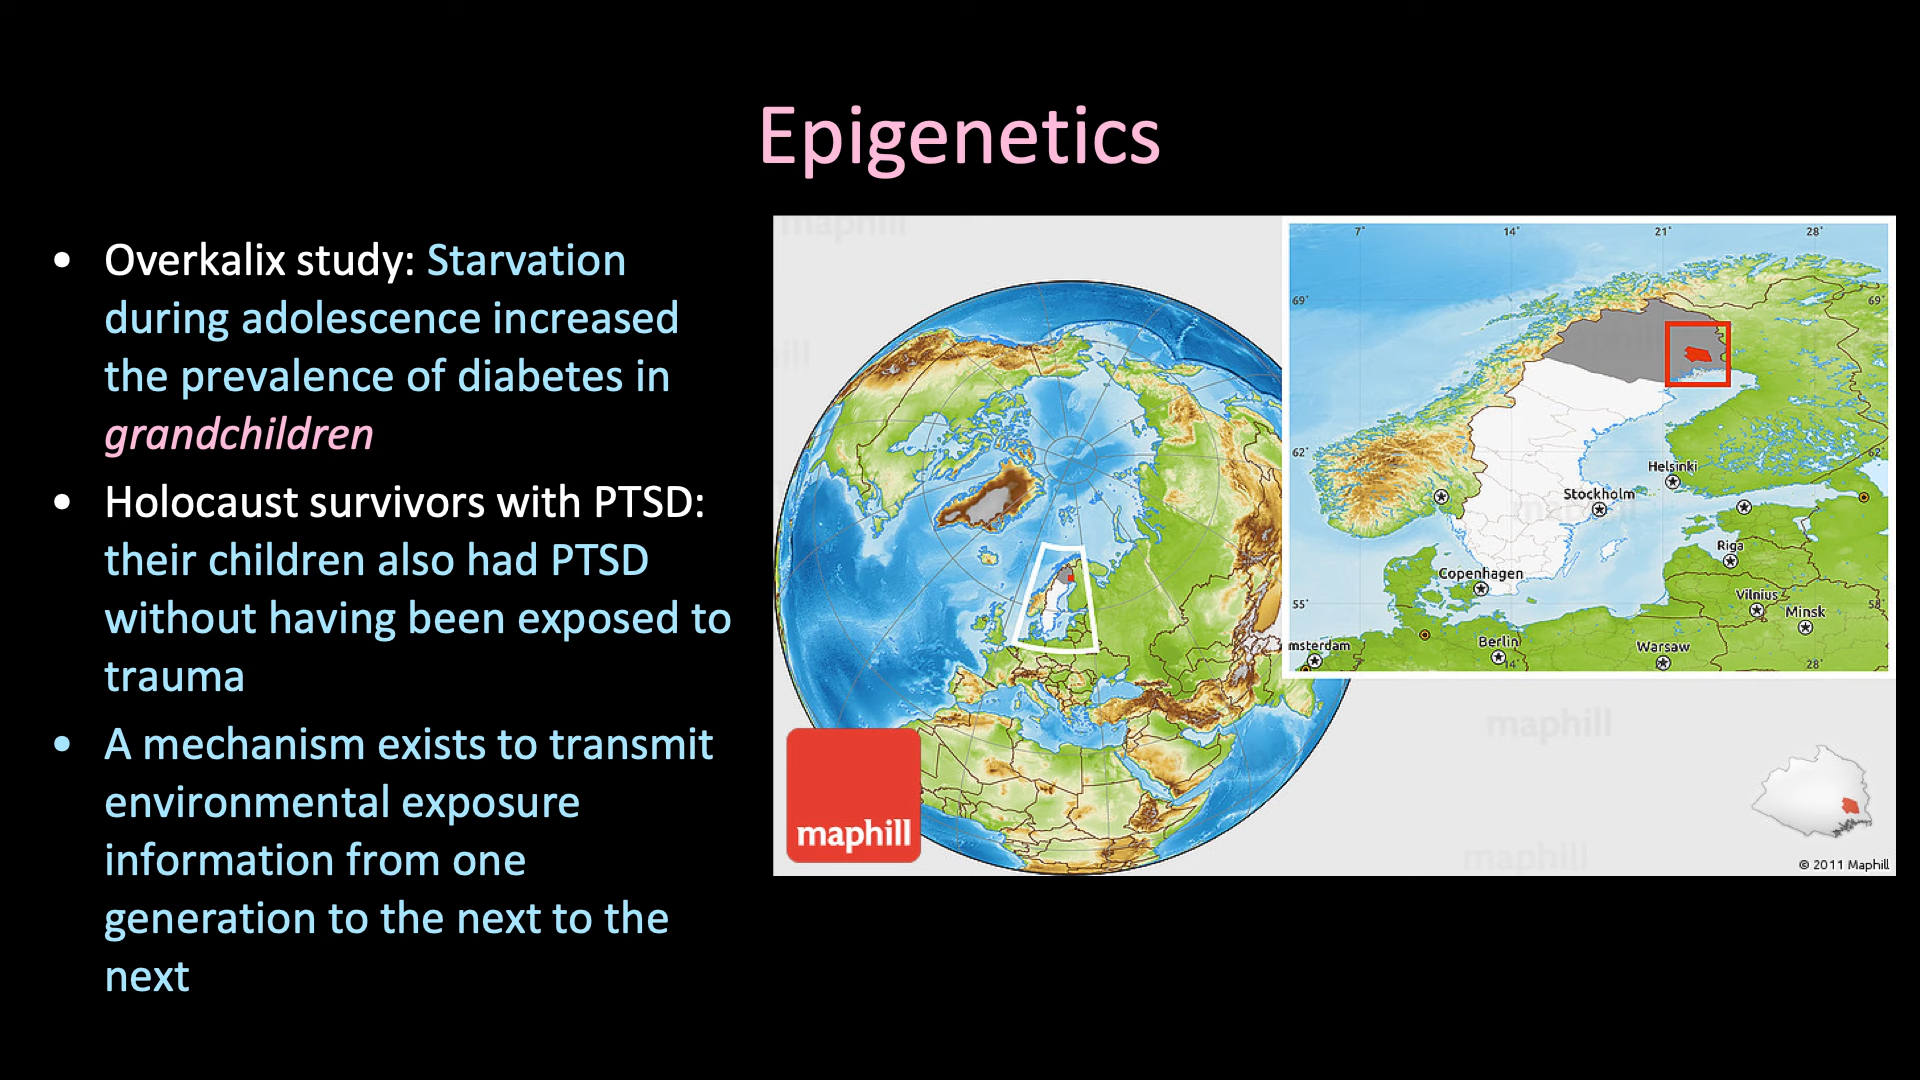 Epigenetics
• Overkalix study: Starvation
during adolescence increased
the prevalence of diabetes in
grandchildren
• Holocaust survivors with PTSD:
their children also had PTSD
without having been exposed to
trauma
• A mechanism exists to transmit
environmental exposure
information from one
generation to the next to the
next
maphill
maphill
7° 14° 21° 28°
69° 69°
62° 62°
Helsinki
Stockholm
Riga
Copenhagen
Vilnius
55°
Minsk
msterdam
Berlin
Warsaw
14° 28°
maphill
maphill
maphill
© 2011 Maphill